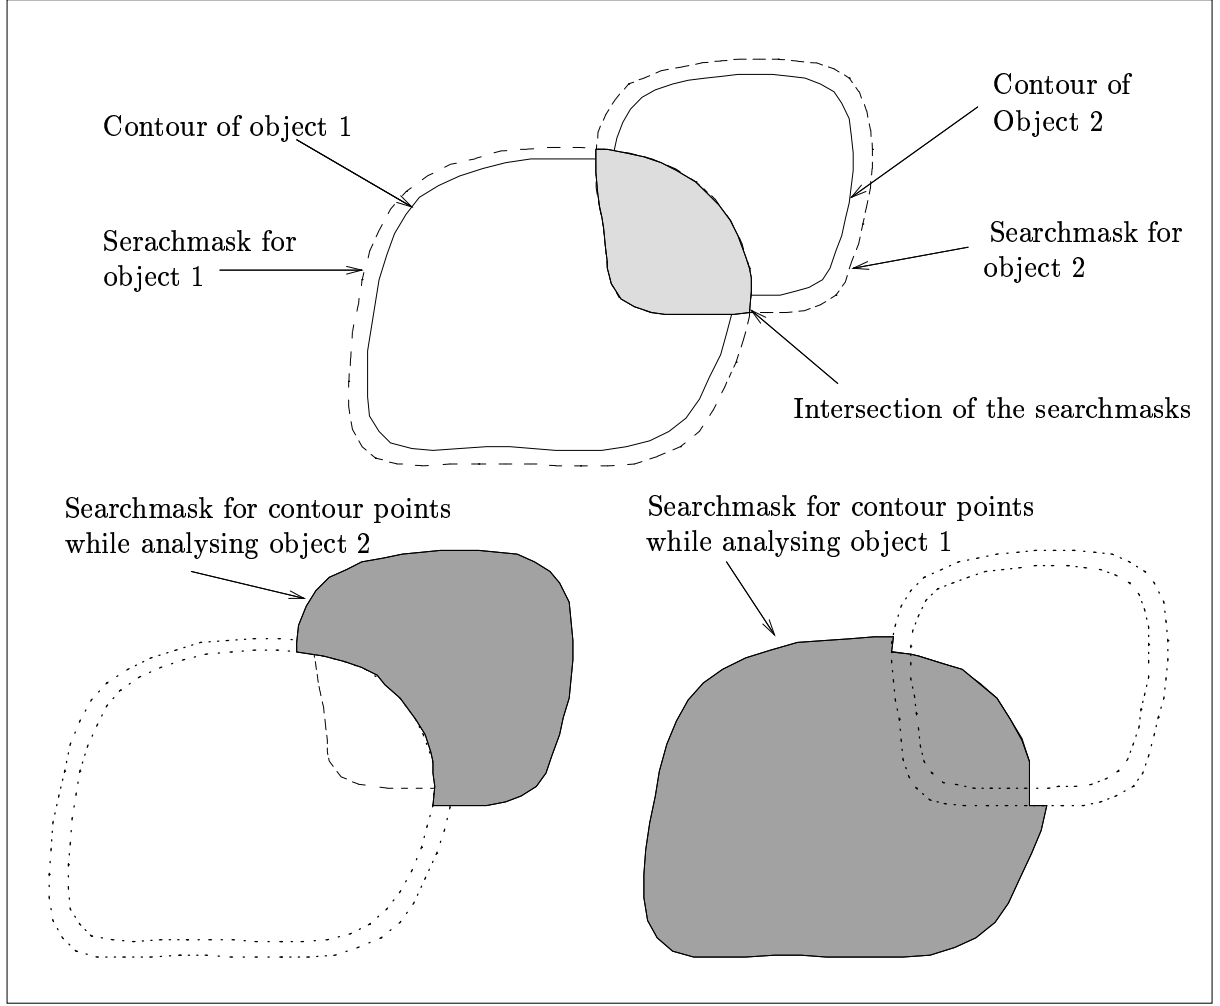 Contour of
Object 2
Contour of object 1
Serachmask for
object 1
Searchmask for
object 2
Intersection of the searchmasks
Searchmask for contour points
while analysing object 2
Searchmask for contour points
while analysing object 1